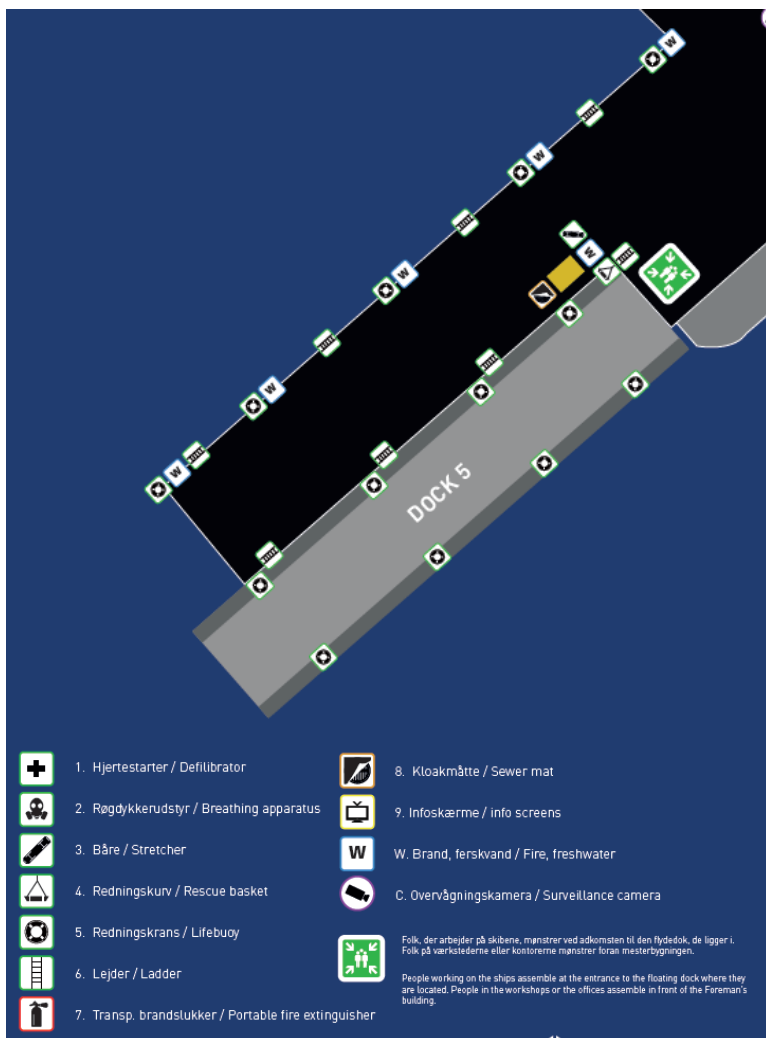 W
W
W
W
W
W
DOCK 5
1. Hjertestarter / Defilibrator
2. Røgdykkerudstyr / Breathing apparatus
3. Båre / Stretcher
4. Redningskurv / Rescue basket
5. Redningskrans / Lifebuoy
6. Lejder / Ladder
7. Transp. brandslukker / Portable fire extinguisher
8. Kloakmåtte / Sewer mat
9. Infoskærme / info screens
W
W. Brand, ferskvand / Fire, freshwater
C. Overvågningskamera / Surveillance camera
Folk, der arbejder på skibene, mønstrer ved adkomsten til den flydedok, de ligger i.
Folk på værkstederne eller kontorerne mønstrer foran mesterbygningen.
People working on the ships assemble at the entrance to the floating dock where they
are located. People in the workshops or the offices assemble in front of the Foreman's
building.